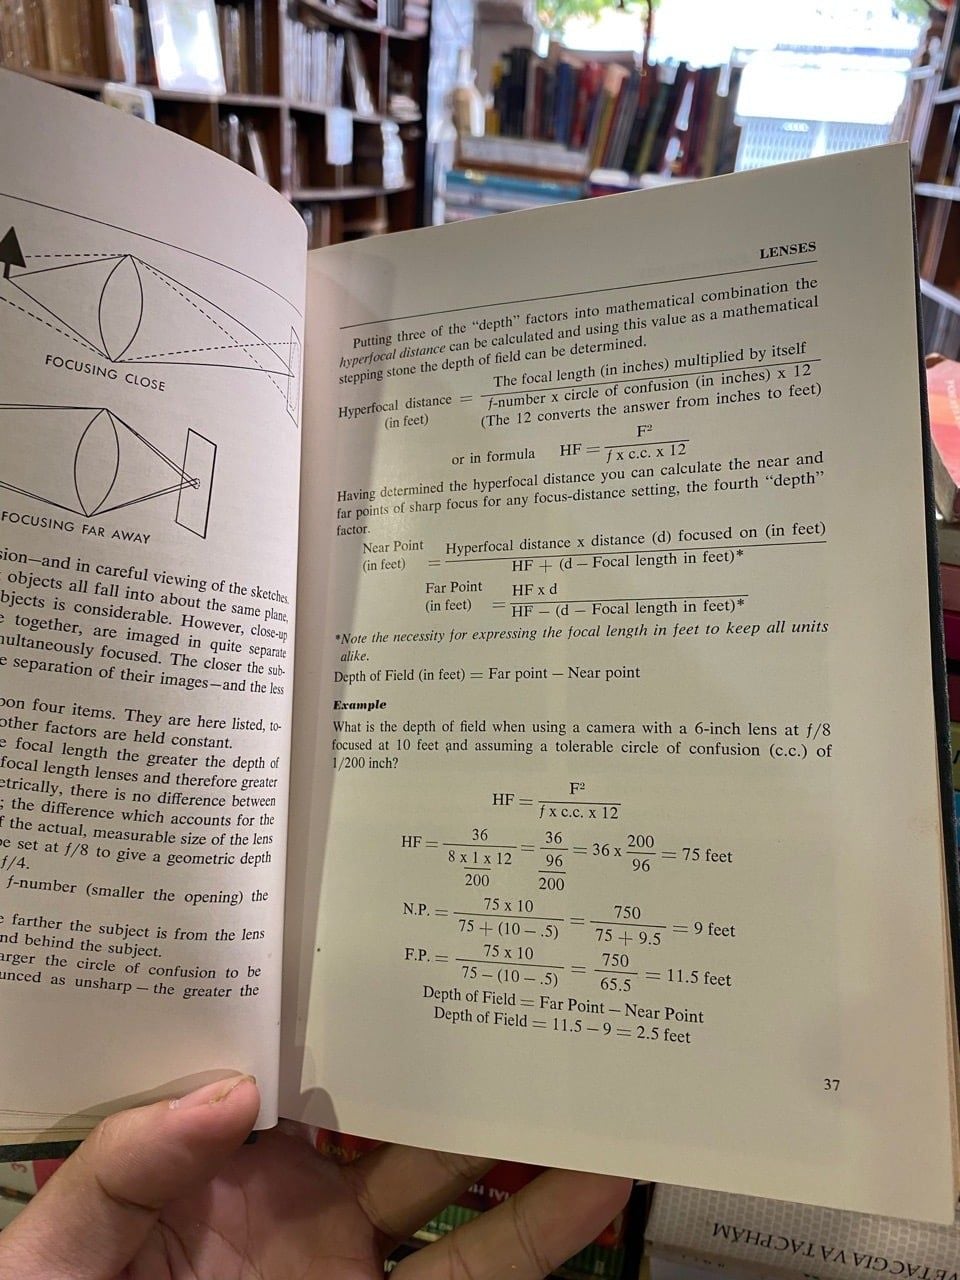 FOCUSING CLOSE
FOCUSING FAR AWAY
sion—and in careful viewing of the sketches.
objects all fall into about the same plane,
bjects is considerable. However, close-up
together, are imaged in quite separate
multaneously focused. The closer the sub-
e separation of their images—and the less
pon four items. They are here listed, to-
other factors are held constant.
e focal length the greater the depth of
focal length lenses and therefore greater
etrically, there is no difference between
; the difference which accounts for the
f the actual, measurable size of the lens
be set at f/8 to give a geometric depth
f/4.
f-number (smaller the opening) the
e farther the subject is from the lens
nd behind the subject.
arger the circle of confusion to be
unced as unsharp — the greater the
LENSES
Putting three of the "depth" factors into mathematical combination the
hyperfocal distance can be calculated and using this value as a mathematical
stepping stone the depth of field can be determined.
Hyperfocal distance (in feet) = The focal length (in inches) multiplied by itself
f-number x circle of confusion (in inches) x 12
(The 12 converts the answer from inches to feet)
or in formula HF = F² / f x c.c. x 12
Having determined the hyperfocal distance you can calculate the near and
far points of sharp focus for any focus-distance setting, the fourth "depth"
factor.
Near Point (in feet) = Hyperfocal distance x distance (d) focused on (in feet)
HF + (d – Focal length in feet)*
Far Point (in feet) = HF x d
HF – (d – Focal length in feet)*
*Note the necessity for expressing the focal length in feet to keep all units
alike.
Depth of Field (in feet) = Far point – Near point
Example
What is the depth of field when using a camera with a 6-inch lens at f/8
focused at 10 feet and assuming a tolerable circle of confusion (c.c.) of
1/200 inch?
HF = F² / f x c.c. x 12
HF = 36 / 8 x 1 x 12 / 200 = 36 / 96 / 200 = 36 x 200 / 96 = 75 feet
N.P. = 75 x 10 / 75 + (10 – .5) = 750 / 75 + 9.5 = 9 feet
F.P. = 75 x 10 / 75 – (10 – .5) = 750 / 65.5 = 11.5 feet
Depth of Field = Far Point – Near Point
Depth of Field = 11.5 – 9 = 2.5 feet
37